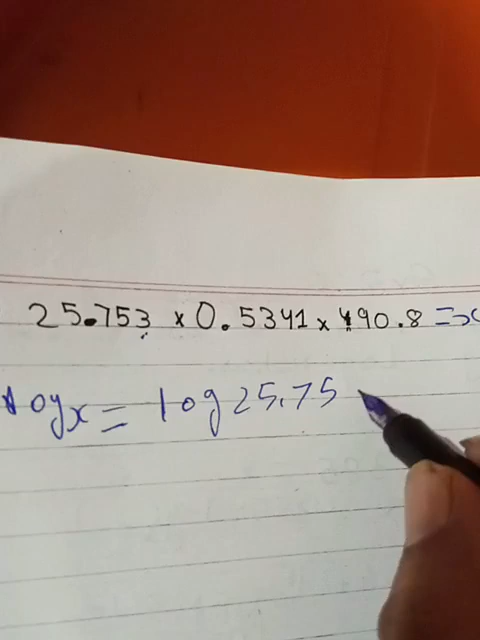 25.753 x 0.5341 x 490.8 = x
log x = log 25.75